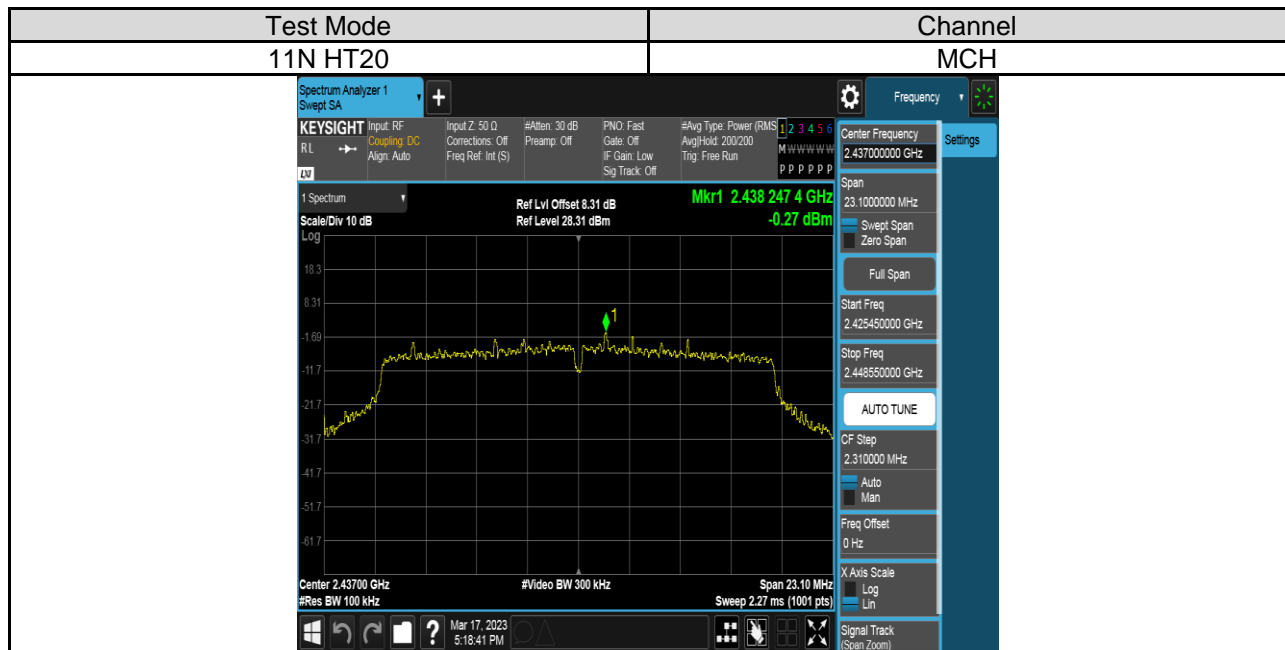 Test Mode Channel
11N HT20 MCH
Spectrum Analyzer 1
Swept SA
Frequency
KEYSIGHT
RL
LXI
Input: RF
Coupling: DC
Align: Auto
Input Z: 50 Ω
Corrections: Off
Freq Ref: Int (S)
#Atten: 30 dB
Preamp: Off
PNO: Fast
Gate: Off
IF Gain: Low
Sig Track: Off
#Avg Type: Power (RMS
Avg|Hold: 200/200
Trig: Free Run
1 2 3 4 5 6
M W W W W W
P P P P P P
1 Spectrum
Scale/Div 10 dB
Log
Ref Lvl Offset 8.31 dB
Ref Level 28.31 dBm
Mkr1 2.438 247 4 GHz
-0.27 dBm
18.3
8.31
-1.69
-11.7
-21.7
-31.7
-41.7
-51.7
-61.7
1
Center 2.43700 GHz
#Res BW 100 kHz
#Video BW 300 kHz
Span 23.10 MHz
Sweep 2.27 ms (1001 pts)
Mar 17, 2023
5:18:41 PM
Center Frequency
2.437000000 GHz
Span
23.1000000 MHz
Swept Span
Zero Span
Full Span
Start Freq
2.425450000 GHz
Stop Freq
2.448550000 GHz
AUTO TUNE
CF Step
2.310000 MHz
Auto
Man
Freq Offset
0 Hz
X Axis Scale
Log
Lin
Signal Track
(Span Zoom)
Settings